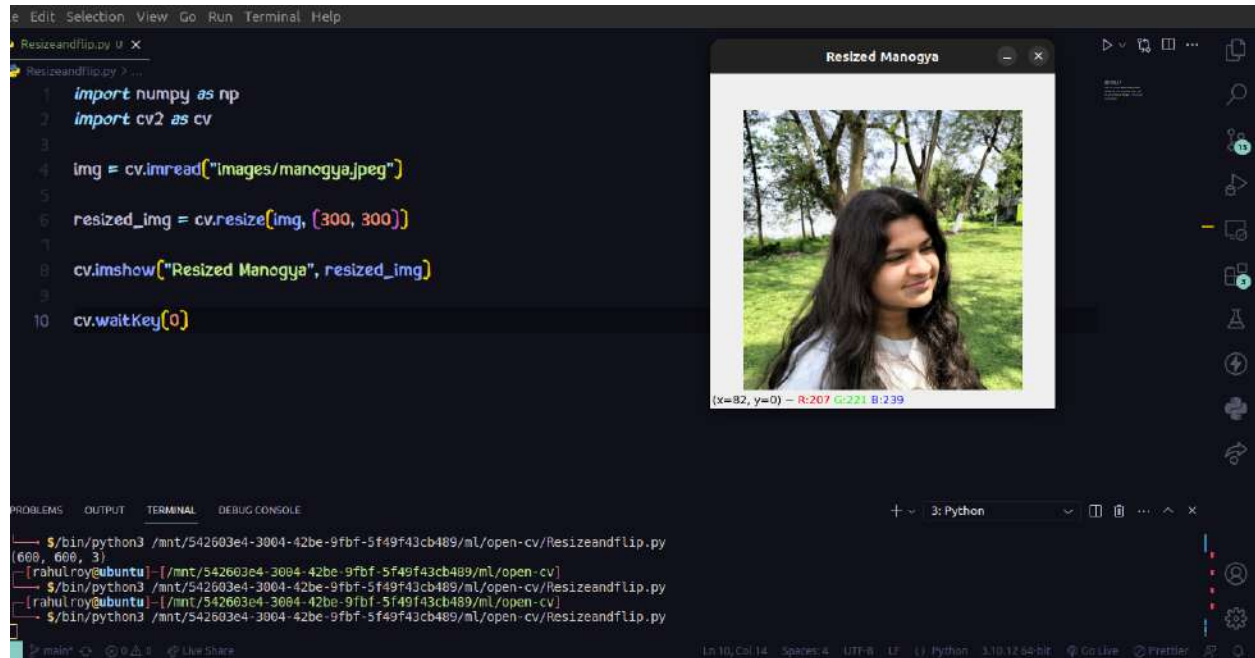 e Edit Selection View Go Run Terminal Help
Resizeandflip.py U ×
Resizeandflip.py > ...
1 import numpy as np
2 import cv2 as cv
3
4 img = cv.imread("images/manogya.jpeg")
5
6 resized_img = cv.resize(img, (300, 300))
7
8 cv.imshow("Resized Manogya", resized_img)
9
10 cv.waitKey(0)
Resized Manogya
(x=82, y=0) ~ R:207 G:221 B:239
13
3
PROBLEMS OUTPUT TERMINAL DEBUG CONSOLE
3: Python
$/bin/python3 /mnt/542603e4-3004-42be-9fbf-5f49f43cb489/ml/open-cv/Resizeandflip.py
(600, 600, 3)
[rahulroy@ubuntu]-[/mnt/542603e4-3004-42be-9fbf-5f49f43cb489/ml/open-cv]
$/bin/python3 /mnt/542603e4-3004-42be-9fbf-5f49f43cb489/ml/open-cv/Resizeandflip.py
[rahulroy@ubuntu]-[/mnt/542603e4-3004-42be-9fbf-5f49f43cb489/ml/open-cv]
$/bin/python3 /mnt/542603e4-3004-42be-9fbf-5f49f43cb489/ml/open-cv/Resizeandflip.py
main* 0 0 Live Share Ln 10, Col 14 Spaces: 4 UTF-8 LF Python 3.10.12 64-bit Go Live Prettier